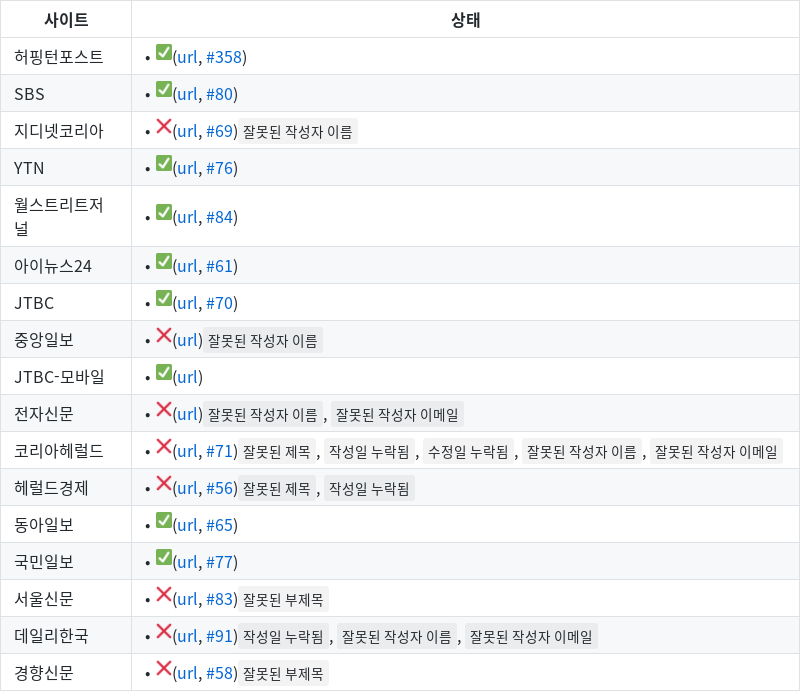 사이트 상태
허핑턴포스트 • ✅(url, #358)
SBS • ✅(url, #80)
지디넷코리아 • ❌(url, #69) 잘못된 작성자 이름
YTN • ✅(url, #76)
월스트리트저
널 • ✅(url, #84)
아이뉴스24 • ✅(url, #61)
JTBC • ✅(url, #70)
중앙일보 • ❌(url) 잘못된 작성자 이름
JTBC-모바일 • ✅(url)
전자신문 • ❌(url) 잘못된 작성자 이름 , 잘못된 작성자 이메일
코리아헤럴드 • ❌(url, #71) 잘못된 제목 , 작성일 누락됨 , 수정일 누락됨 , 잘못된 작성자 이름 , 잘못된 작성자 이메일
헤럴드경제 • ❌(url, #56) 잘못된 제목 , 작성일 누락됨
동아일보 • ✅(url, #65)
국민일보 • ✅(url, #77)
서울신문 • ❌(url, #83) 잘못된 부제목
데일리한국 • ❌(url, #91) 작성일 누락됨 , 잘못된 작성자 이름 , 잘못된 작성자 이메일
경향신문 • ❌(url, #58) 잘못된 부제목